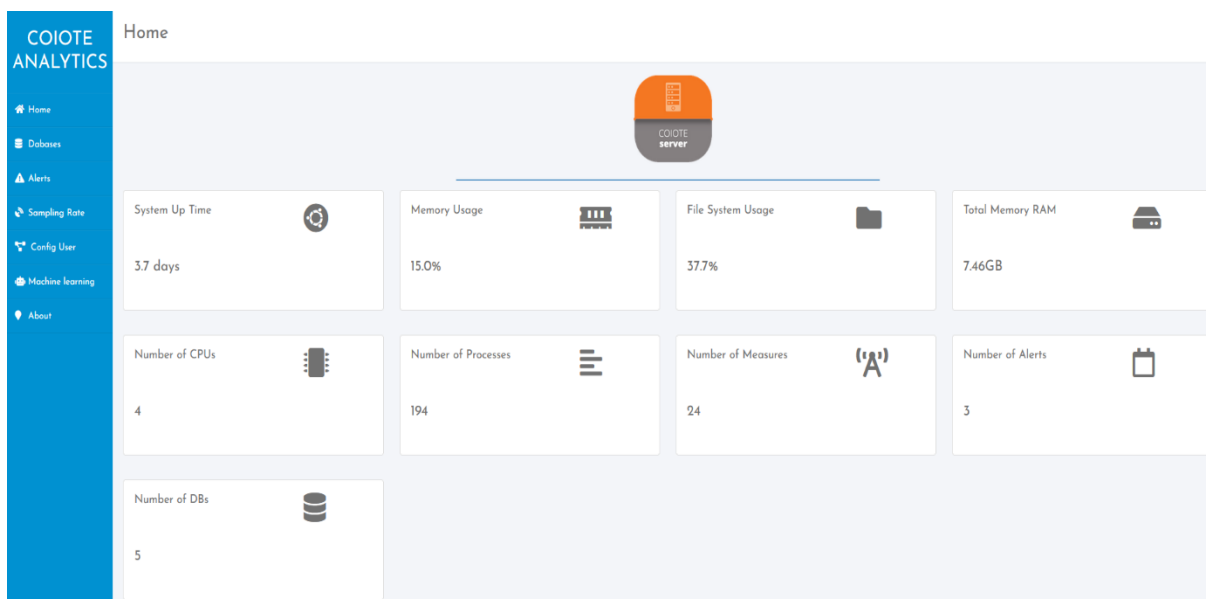 COIOTE
ANALYTICS
Home
Home
Dabases
Alerts
Sampling Rate
Config User
Machine learning
About
COIOTE
server
System Up Time
3.7 days
Memory Usage
15.0%
File System Usage
37.7%
Total Memory RAM
7.46GB
Number of CPUs
4
Number of Processes
194
Number of Measures
24
Number of Alerts
3
Number of DBs
5